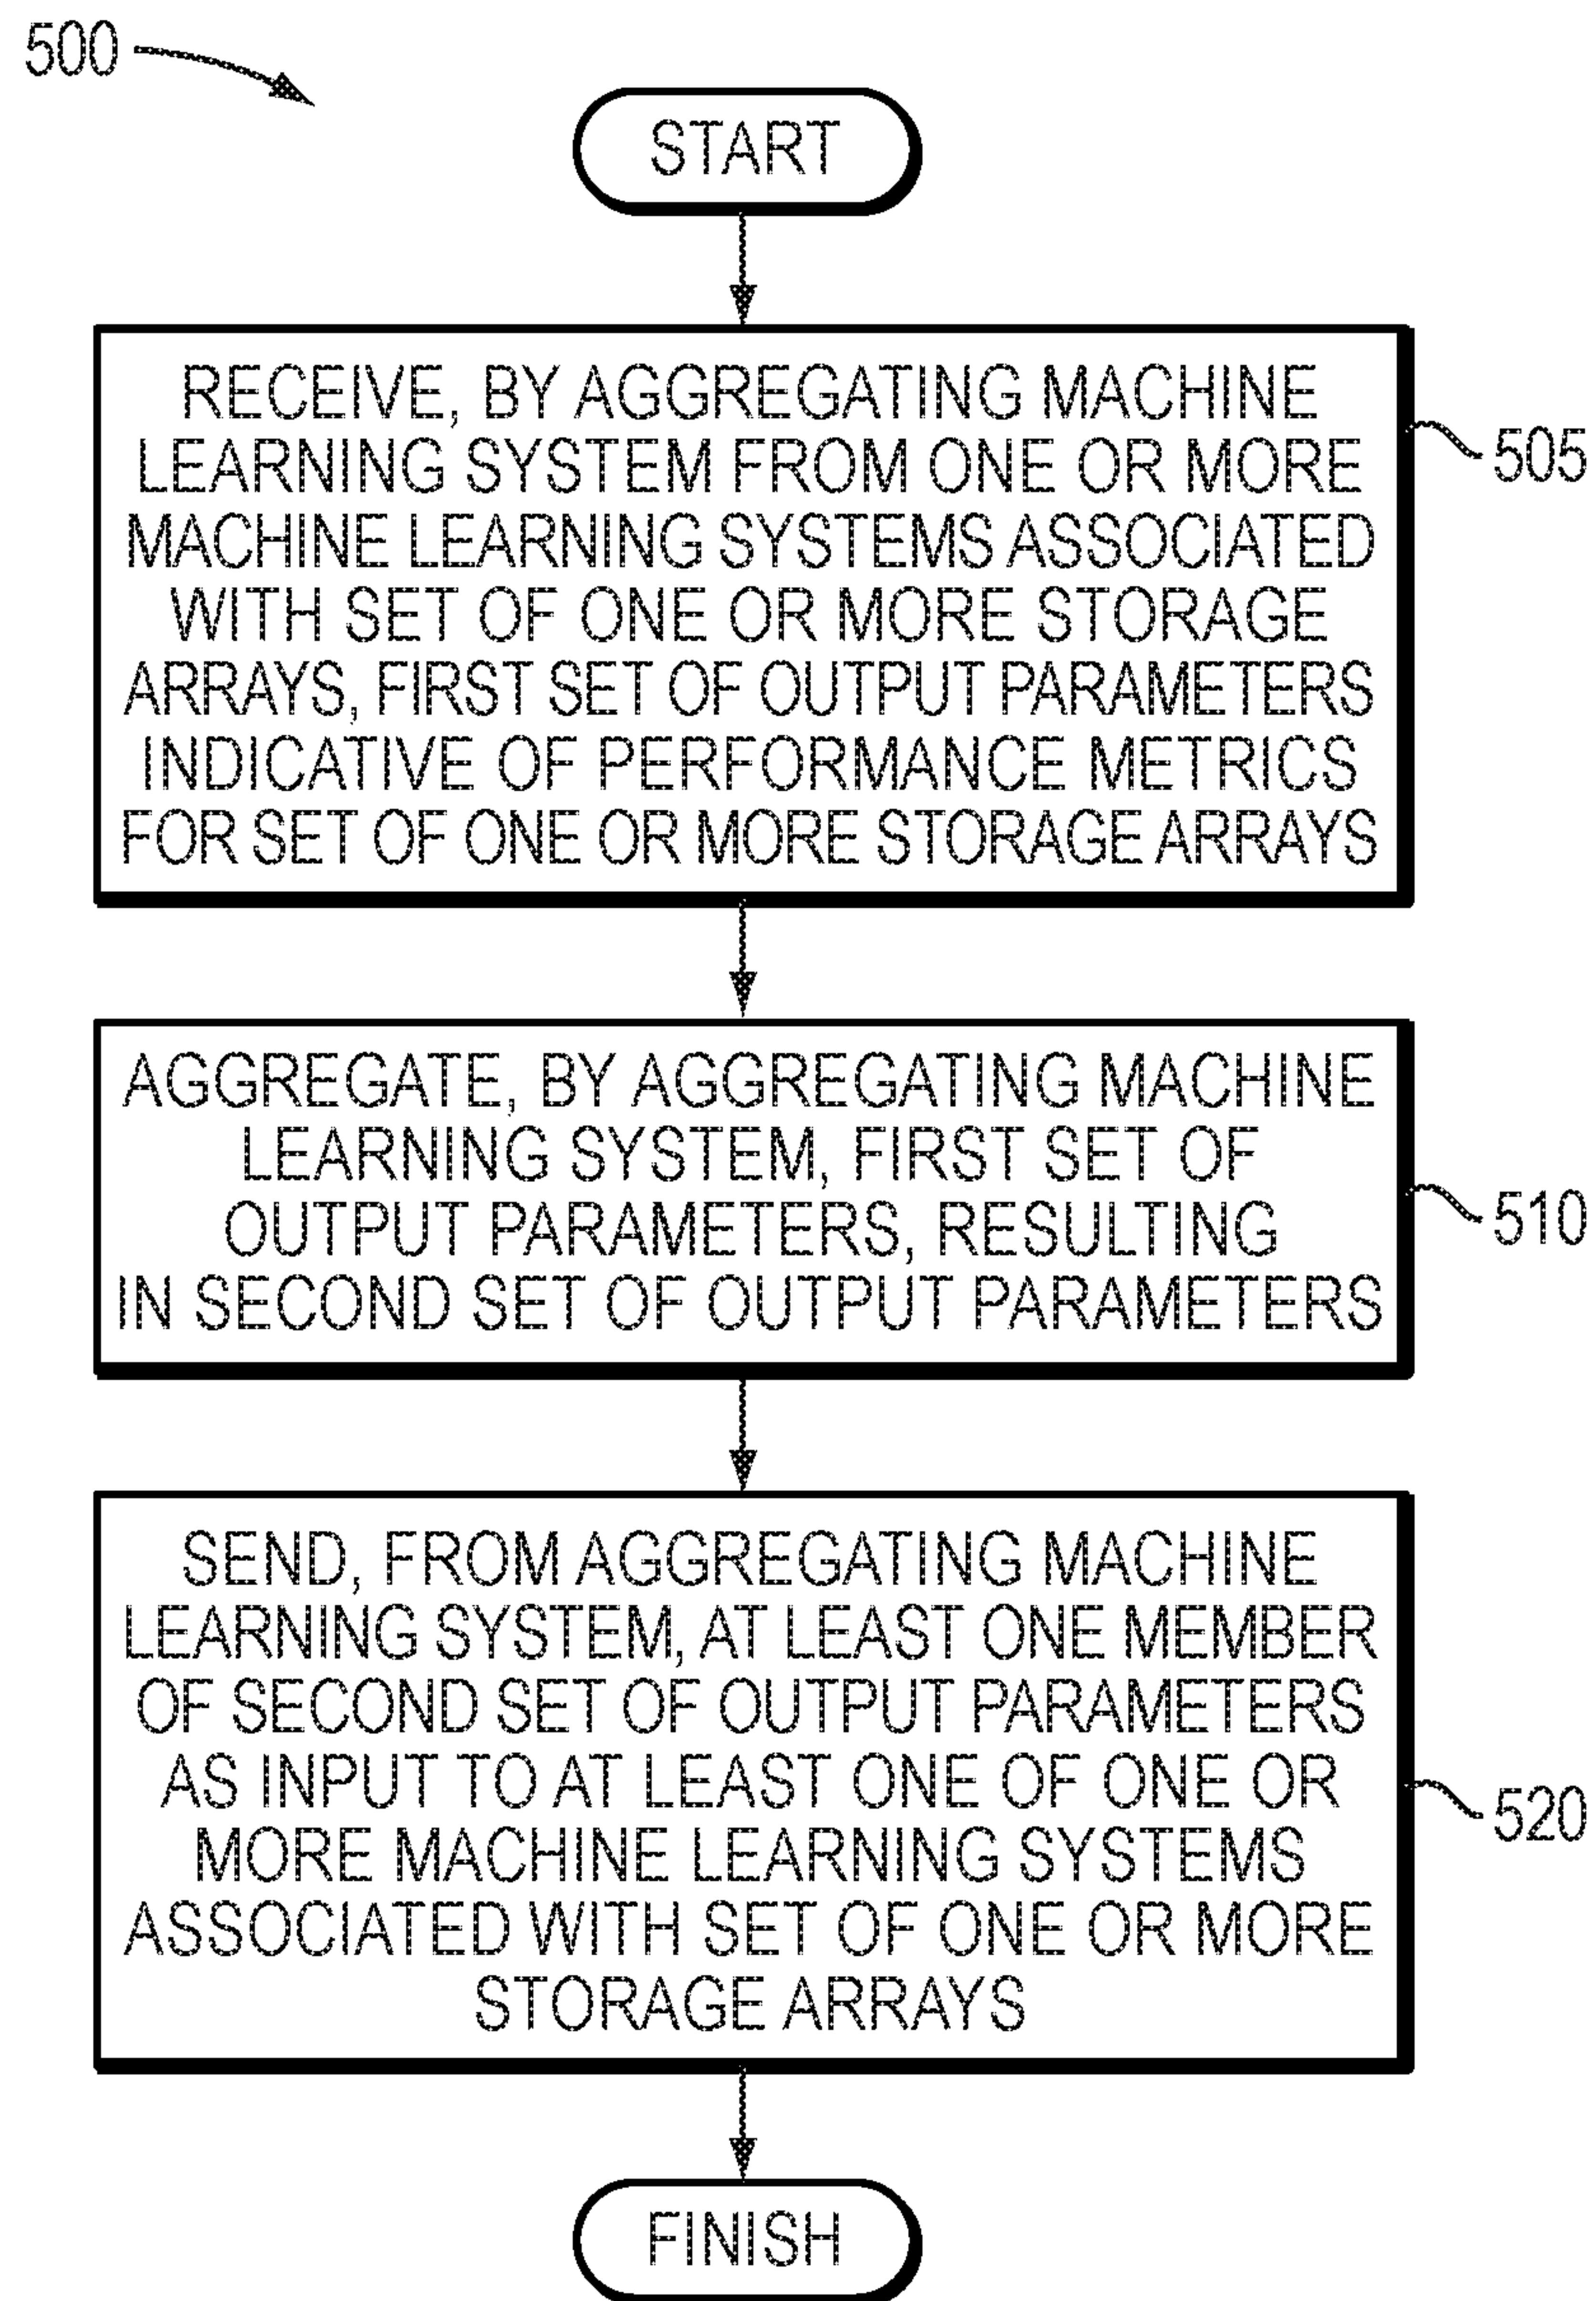 500
START
RECEIVE, BY AGGREGATING MACHINE
LEARNING SYSTEM FROM ONE OR MORE
MACHINE LEARNING SYSTEMS ASSOCIATED
WITH SET OF ONE OR MORE STORAGE
ARRAYS, FIRST SET OF OUTPUT PARAMETERS
INDICATIVE OF PERFORMANCE METRICS
FOR SET OF ONE OR MORE STORAGE ARRAYS
505
AGGREGATE, BY AGGREGATING MACHINE
LEARNING SYSTEM, FIRST SET OF
OUTPUT PARAMETERS, RESULTING
IN SECOND SET OF OUTPUT PARAMETERS
510
SEND, FROM AGGREGATING MACHINE
LEARNING SYSTEM, AT LEAST ONE MEMBER
OF SECOND SET OF OUTPUT PARAMETERS
AS INPUT TO AT LEAST ONE OF ONE OR
MORE MACHINE LEARNING SYSTEMS
ASSOCIATED WITH SET OF ONE OR MORE
STORAGE ARRAYS
520
FINISH